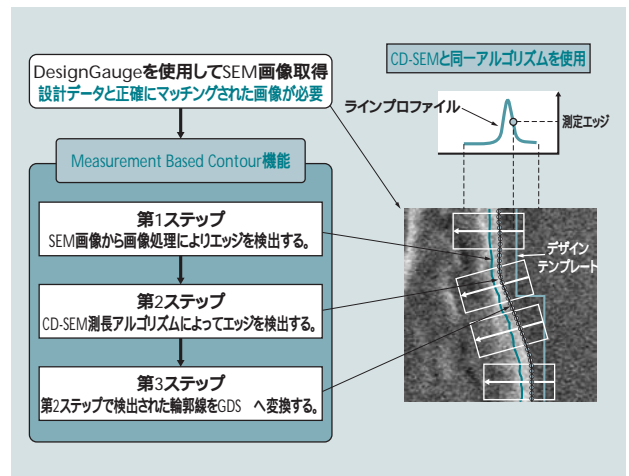 DesignGaugeを使用してSEM画像取得
設計データと正確にマッチングされた画像が必要
Measurement Based Contour機能
第1ステップ
SEM画像から画像処理によりエッジを検出する。
第2ステップ
CD-SEM測長アルゴリズムによってエッジを検出する。
第3ステップ
第2ステップで検出された輪郭線をGDS へ変換する。
CD-SEMと同一アルゴリズムを使用
ラインプロファイル
測定エッジ
デザイン
テンプレート